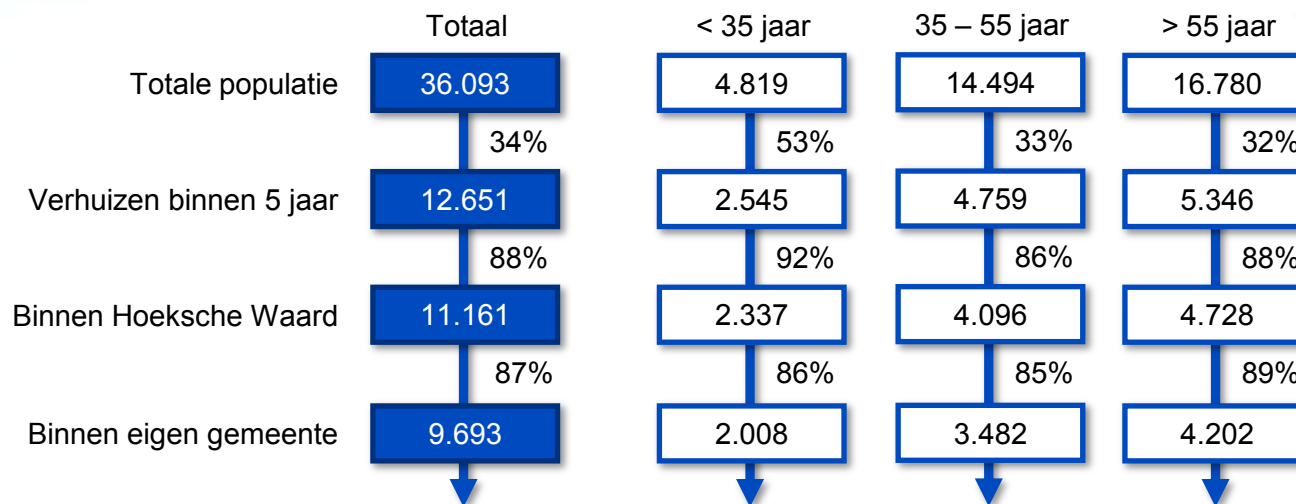 Totaal < 35 jaar 35 – 55 jaar > 55 jaar
Totale populatie 36.093 4.819 14.494 16.780
34% 53% 33% 32%
Verhuizen binnen 5 jaar 12.651 2.545 4.759 5.346
88% 92% 86% 88%
Binnen Hoeksche Waard 11.161 2.337 4.096 4.728
87% 86% 85% 89%
Binnen eigen gemeente 9.693 2.008 3.482 4.202